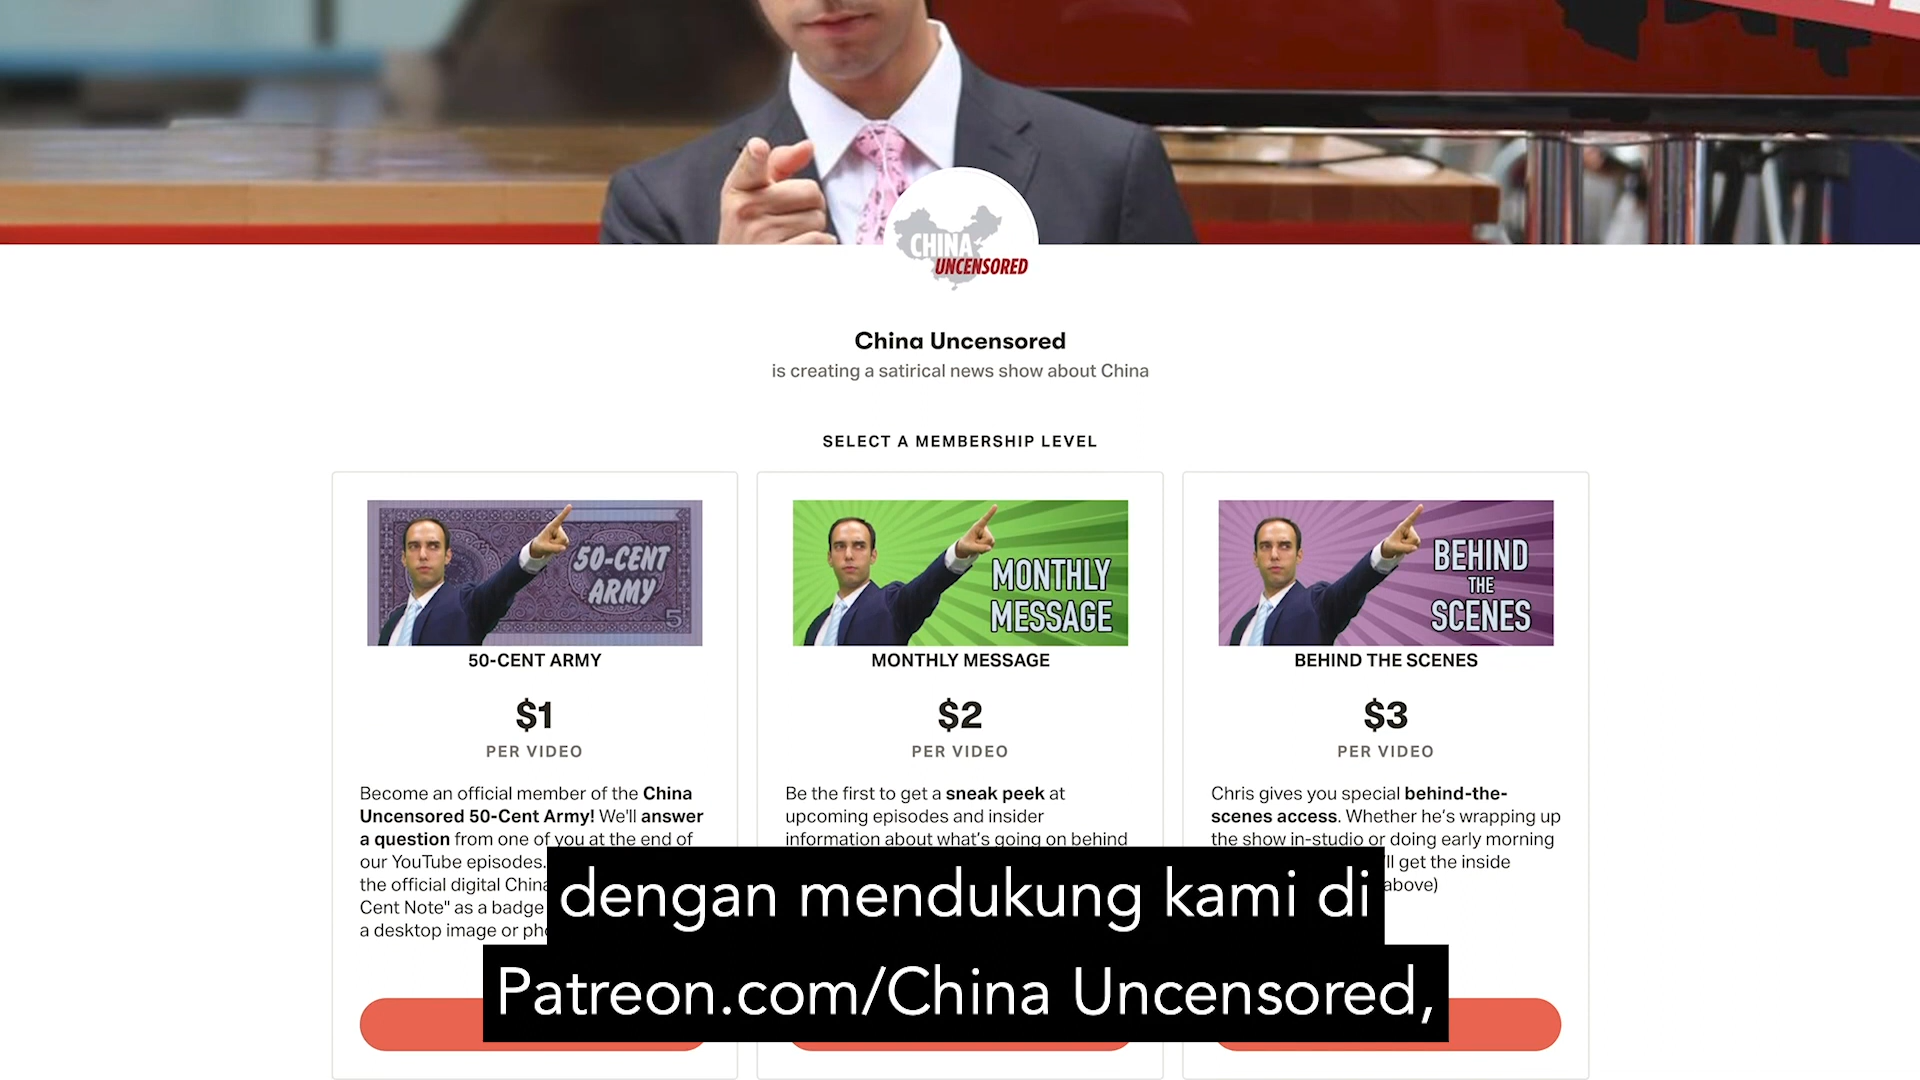 CHINA
UNCENSORED
China Uncensored
is creating a satirical news show about China
SELECT A MEMBERSHIP LEVEL
50-CENT
ARMY
5
50-CENT ARMY
$1
PER VIDEO
Become an official member of the China
Uncensored 50-Cent Army! We'll answer
a question from one of you at the end of
our YouTube episodes.
the official digital China
Cent Note" as a badge
a desktop image or
MONTHLY
MESSAGE
MONTHLY MESSAGE
$2
PER VIDEO
Be the first to get a sneak peek at
upcoming episodes and insider
information about what's going on behind
BEHIND
THE
SCENES
BEHIND THE SCENES
$3
PER VIDEO
Chris gives you special behind-the-
scenes access. Whether he's wrapping up
the show in-studio or doing early morning
'll get the inside
above)
dengan mendukung kami di
Patreon.com/China Uncensored,